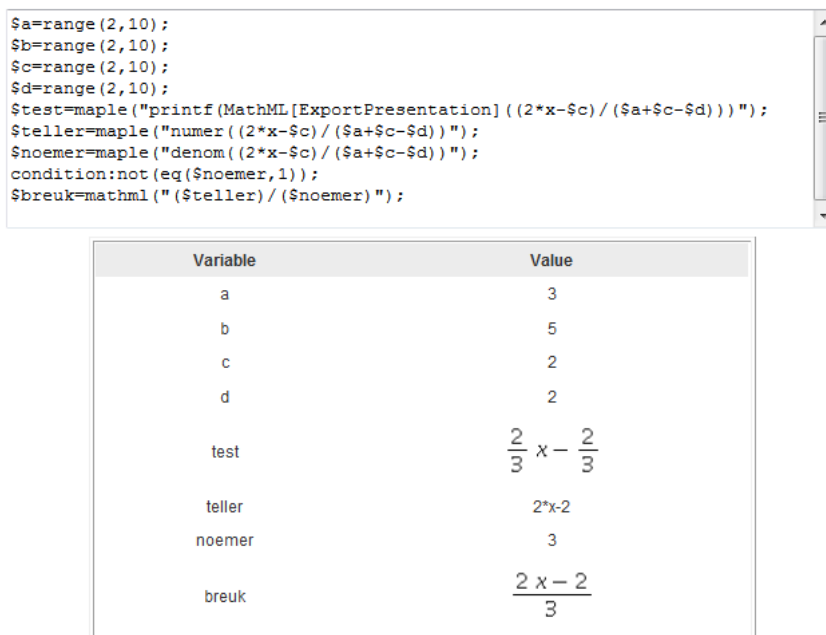 $a=range(2,10);
$b=range(2,10);
$c=range(2,10);
$d=range(2,10);
$test=maple("printf(MathML[ExportPresentation]((2*x-$c)/($a+$c-$d)))");
$teller=maple("numer((2*x-$c)/($a+$c-$d))");
$noemer=maple("denom((2*x-$c)/($a+$c-$d))");
condition:not(eq($noemer,1));
$breuk=mathml("($teller)/($noemer)");
Variable Value
a 3
b 5
c 2
d 2
test 2/3 x − 2/3
teller 2*x-2
noemer 3
breuk 2 x − 2 / 3